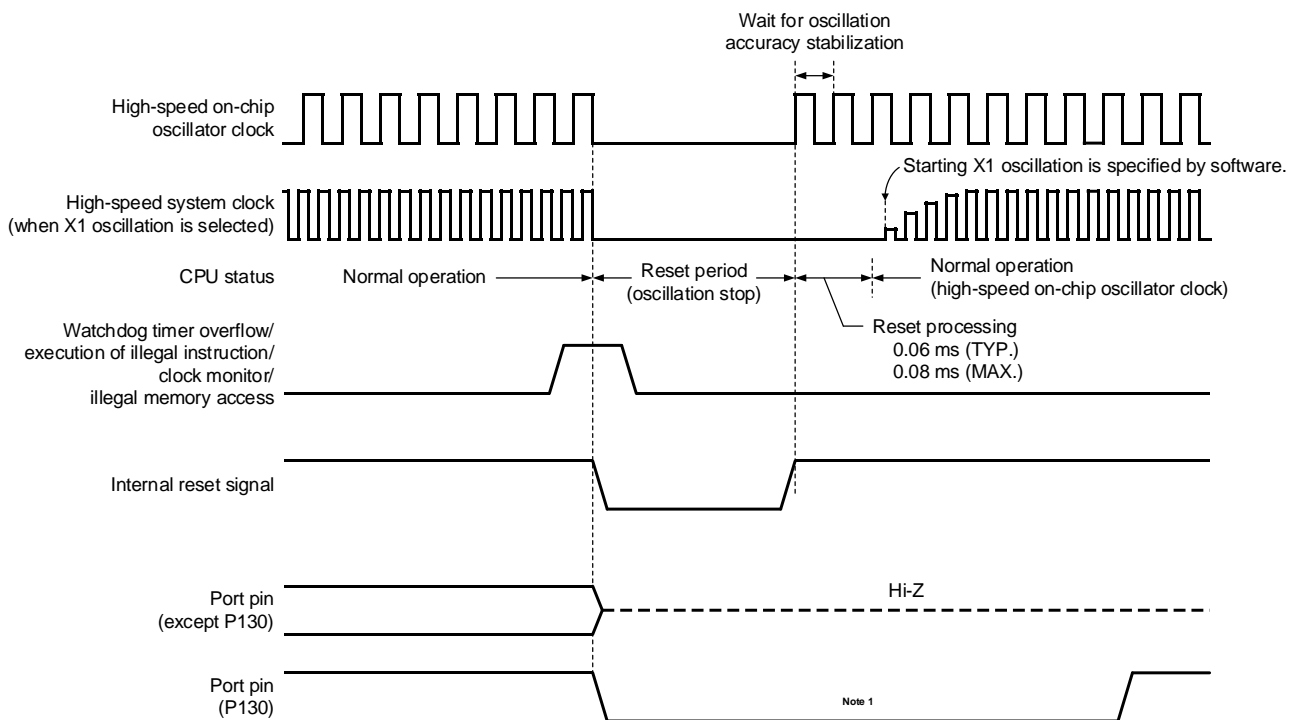 Wait for oscillation
accuracy stabilization
High-speed on-chip
oscillator clock
Starting X1 oscillation is specified by software.
High-speed system clock
(when X1 oscillation is selected)
CPU status
Normal operation
Reset period
(oscillation stop)
Normal operation
(high-speed on-chip oscillator clock)
Reset processing
0.06 ms (TYP.)
0.08 ms (MAX.)
Watchdog timer overflow/
execution of illegal instruction/
clock monitor/
illegal memory access
Internal reset signal
Hi-Z
Port pin
(except P130)
Port pin
(P130)
Note 1